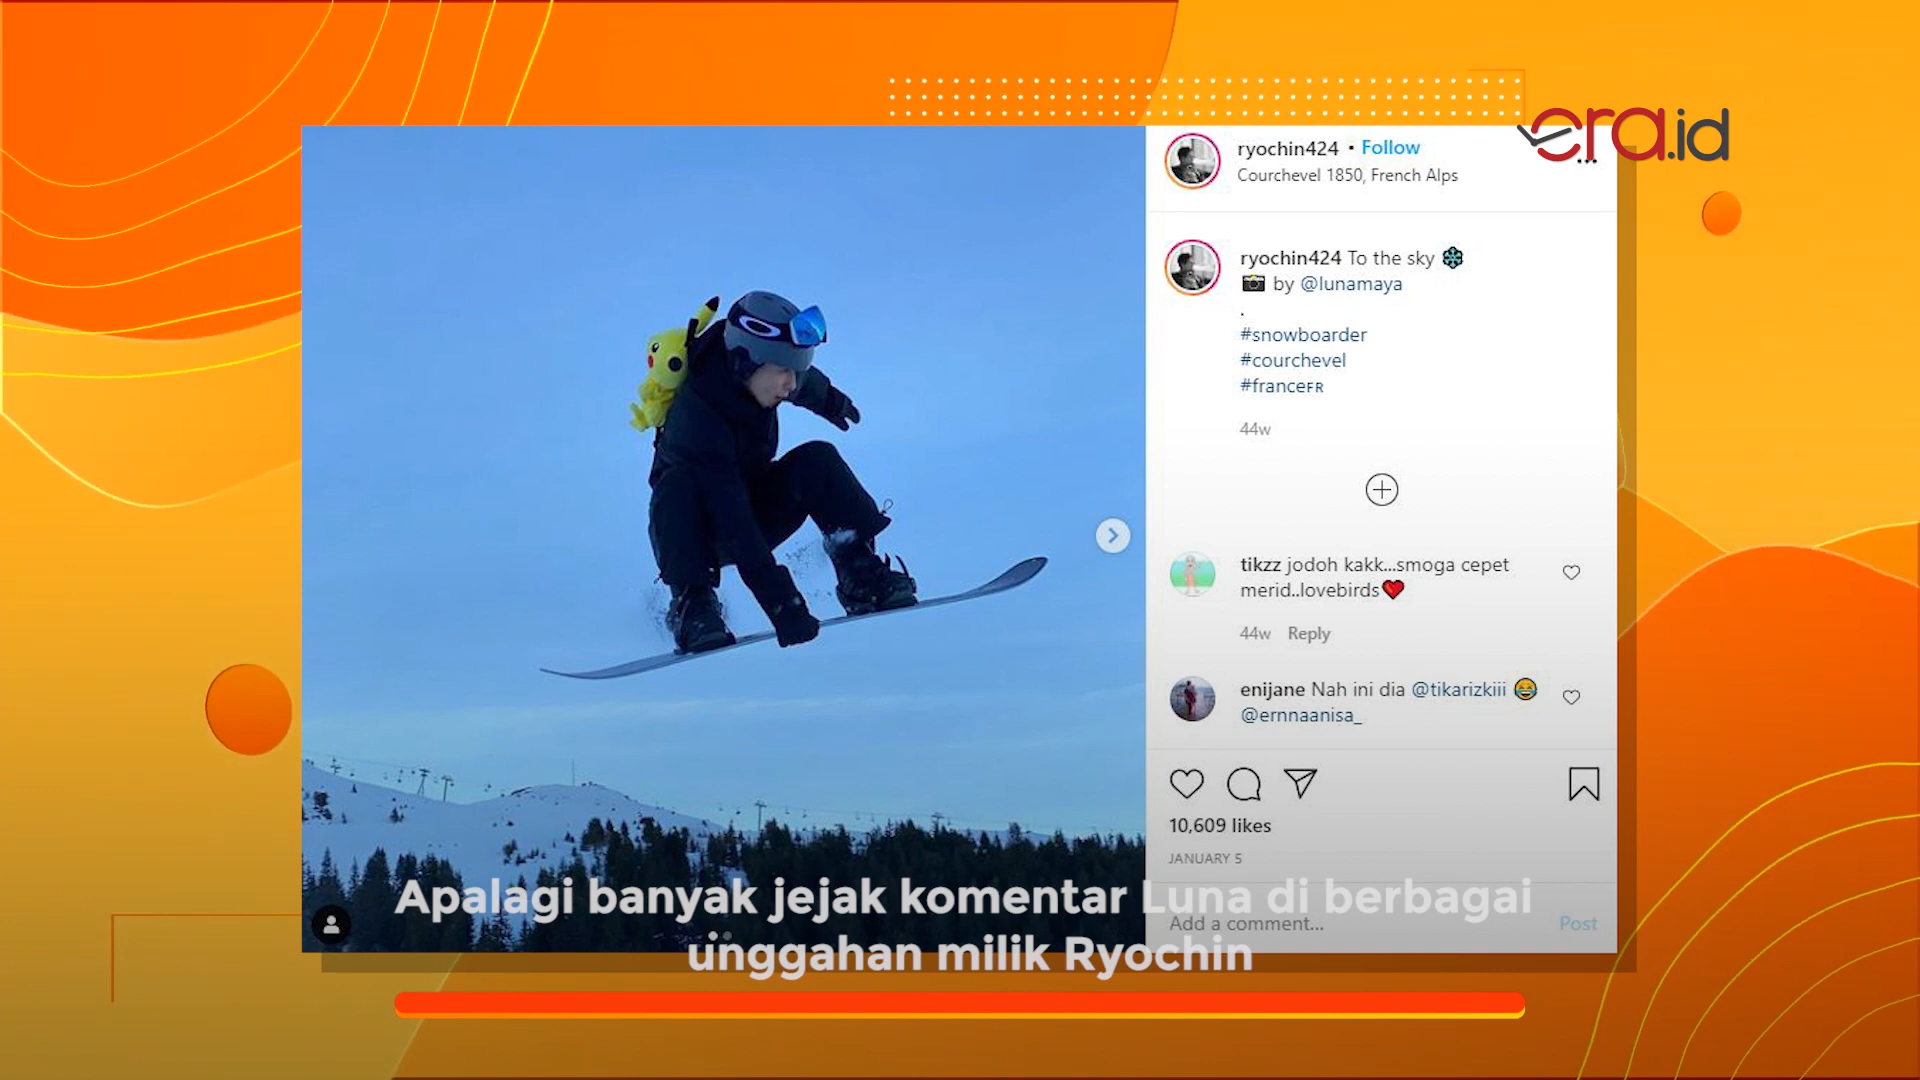 era.id
ryochin424 • Follow
Courchevel 1850, French Alps
ryochin424 To the sky
by @lunamaya
.
#snowboarder
#courchevel
#franceFR
44w
tikzz jodoh kakk...smoga cepet
merid..lovebirds❤️
44w Reply
enijane Nah ini dia @tikarizkiii 😂
@ernnaanisa_
10,609 likes
JANUARY 5
Add a comment... Post
Apalagi banyak jejak komentar Luna di berbagai
unggahan milik Ryochin